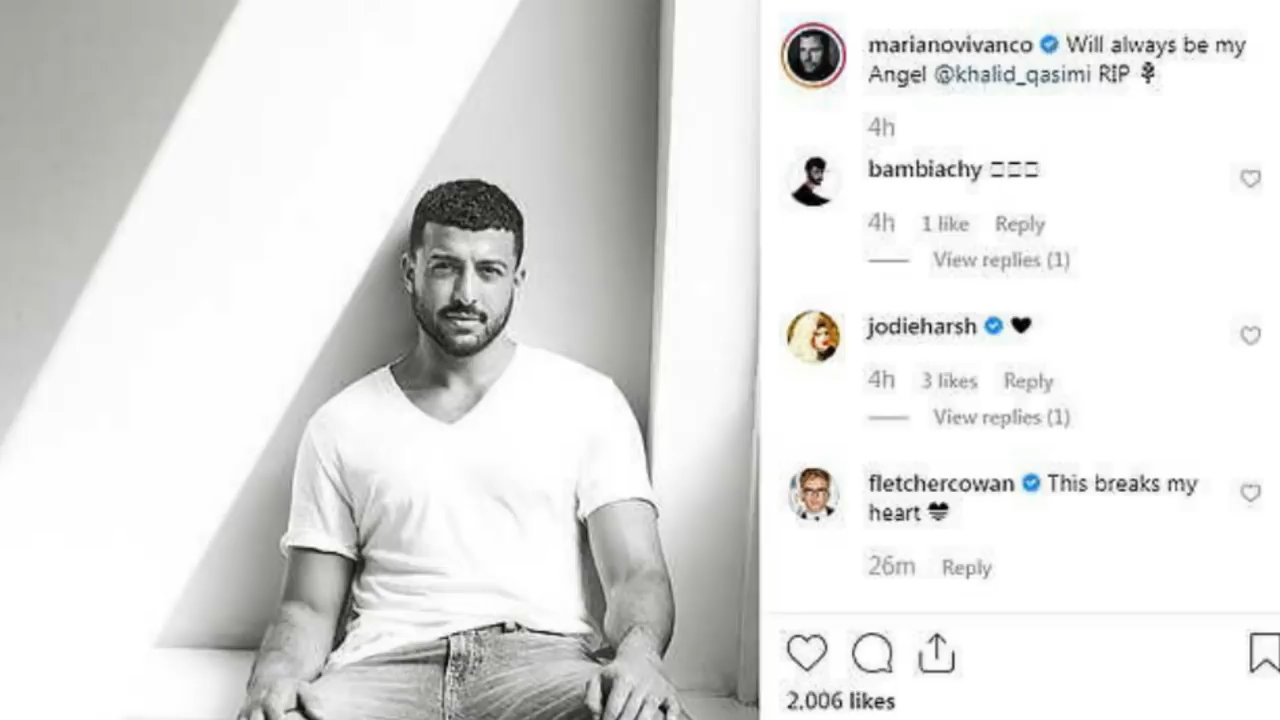 marianovivanco Will always be my
Angel @khalid_qasimi RIP
4h
bambiachy □□□
4h 1 like Reply
View replies (1)
jodieharsh 🖤
4h 3 likes Reply
View replies (1)
fletchercowan This breaks my
heart
26m Reply
2,006 likes